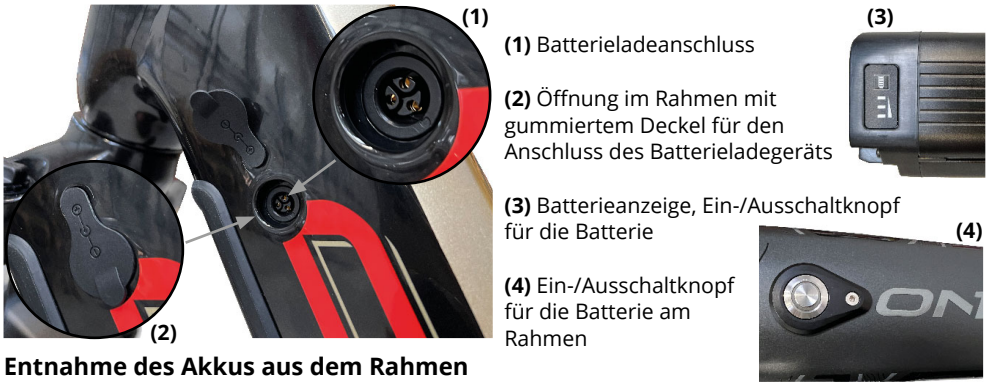 (1)
(2)
(1) Batterieladeanschluss
(2) Öffnung im Rahmen mit
gummiertem Deckel für den
Anschluss des Batterieladegeräts
(3)
(3) Batterieanzeige, Ein-/Ausschaltknopf
für die Batterie
(4) Ein-/Ausschaltknopf
für die Batterie am
Rahmen
(4)
ON
Entnahme des Akkus aus dem Rahmen